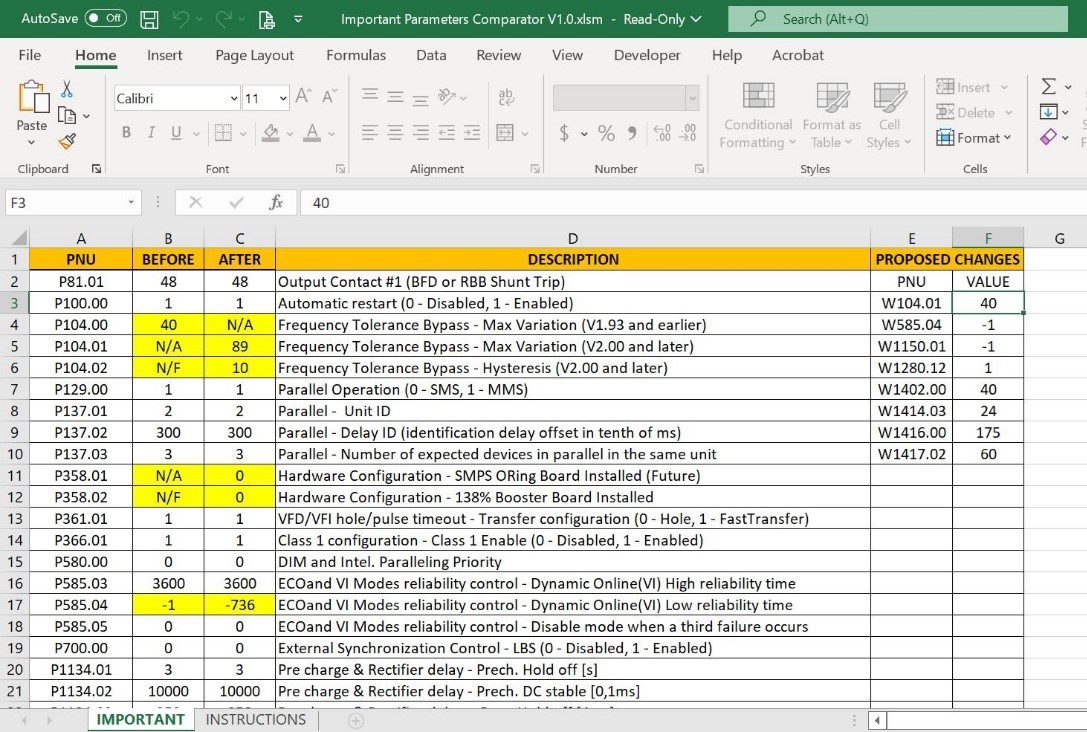 AutoSave Off Important Parameters Comparator V1.0.xlsm - Read-Only Search (Alt+Q)
File Home Insert Page Layout Formulas Data Review View Developer Help Acrobat
Calibri 11 A^ A ab Insert
Paste Conditional Format as Cell Delete
B I U A $ % Formatting Table Styles Format
Clipboard Font Alignment Number Styles Cells
F3 fx 40
A B C D E F G
1 PNU BEFORE AFTER DESCRIPTION PROPOSED CHANGES
2 P81.01 48 48 Output Contact #1 (BFD or RBB Shunt Trip) PNU VALUE
3 P100.00 1 1 Automatic restart (0 - Disabled, 1 - Enabled) W104.01 40
4 P104.00 40 N/A Frequency Tolerance Bypass - Max Variation (V1.93 and earlier) W585.04 -1
5 P104.01 N/A 89 Frequency Tolerance Bypass - Max Variation (V2.00 and later) W1150.01 -1
6 P104.02 N/F 10 Frequency Tolerance Bypass - Hysteresis (V2.00 and later) W1280.12 1
7 P129.00 1 1 Parallel Operation (0 - SMS, 1 - MMS) W1402.00 40
8 P137.01 2 2 Parallel - Unit ID W1414.03 24
9 P137.02 300 300 Parallel - Delay ID (identification delay offset in tenth of ms) W1416.00 175
10 P137.03 3 3 Parallel - Number of expected devices in parallel in the same unit W1417.02 60
11 P358.01 N/A 0 Hardware Configuration - SMPS ORing Board Installed (Future)
12 P358.02 N/F 0 Hardware Configuration - 138% Booster Board Installed
13 P361.01 1 1 VFD/VFI hole/pulse timeout - Transfer configuration (0 - Hole, 1 - FastTransfer)
14 P366.01 1 1 Class 1 configuration - Class 1 Enable (0 - Disabled, 1 - Enabled)
15 P580.00 0 0 DIM and Intel. Paralleling Priority
16 P585.03 3600 3600 ECOand VI Modes reliability control - Dynamic Online(VI) High reliability time
17 P585.04 -1 -736 ECOand VI Modes reliability control - Dynamic Online(VI) Low reliability time
18 P585.05 0 0 ECOand VI Modes reliability control - Disable mode when a third failure occurs
19 P700.00 0 0 External Synchronization Control - LBS (0 - Disabled, 1 - Enabled)
20 P1134.01 3 3 Pre charge & Rectifier delay - Prech. Hold off [s]
21 P1134.02 10000 10000 Pre charge & Rectifier delay - Prech. DC stable [0,1ms]
IMPORTANT INSTRUCTIONS